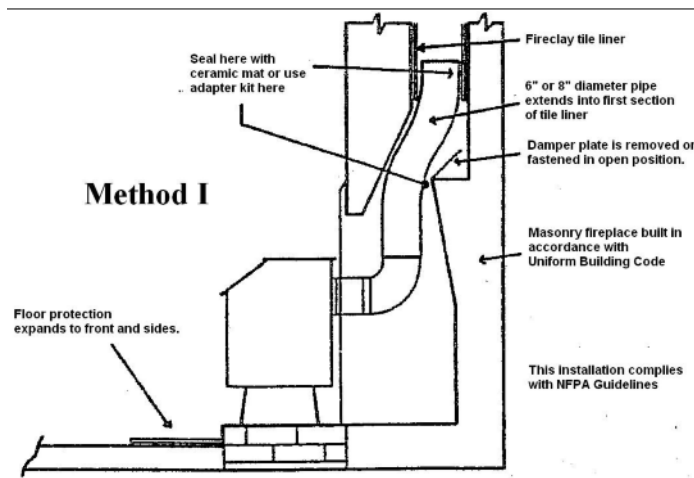 Fireclay tile liner
Seal here with
ceramic mat or use
adapter kit here
6" or 8" diameter pipe
extends into first section
of tile liner
Damper plate is removed or
fastened in open position.
Method I
Masonry fireplace built in
accordance with
Uniform Building Code
Floor protection
expands to front and sides.
This installation complies
with NFPA Guidelines